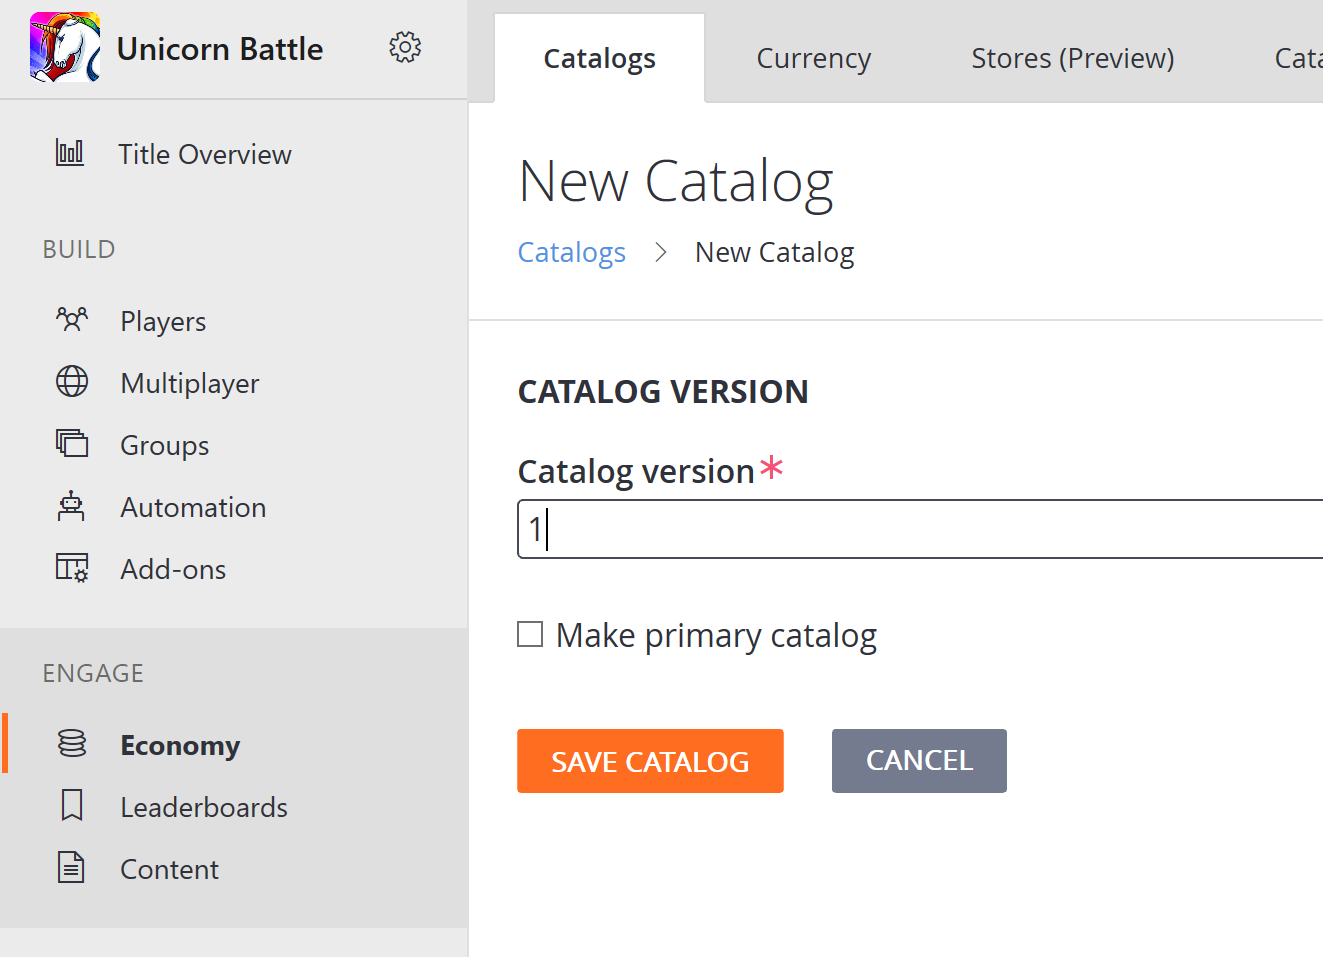 Unicorn Battle
Catalogs
Currency
Stores (Preview)
Title Overview
BUILD
Players
Multiplayer
Groups
Automation
Add-ons
ENGAGE
Economy
Leaderboards
Content
New Catalog
Catalogs > New Catalog
CATALOG VERSION
Catalog version*
1
Make primary catalog
SAVE CATALOG
CANCEL